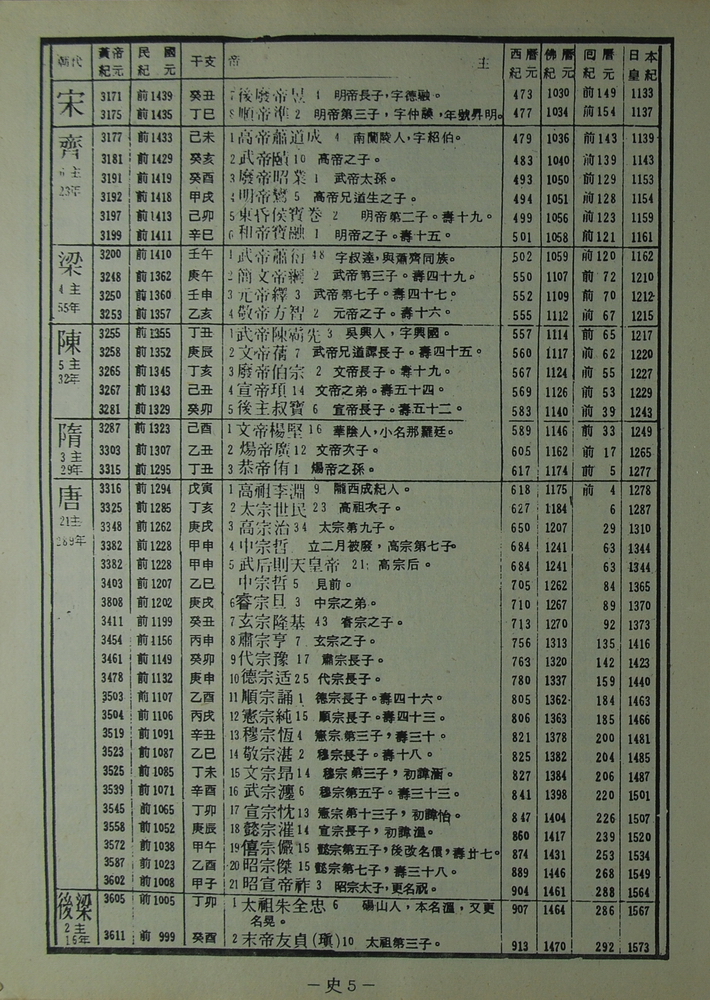 朝代 黃帝紀元 民國紀元 干支 帝主 西曆紀元 佛曆紀元 回曆紀元 日本皇紀
宋 3171 前1439 癸丑 7 後廢帝昱 4 明帝長子,字德融。 473 1030 前149 1133
3175 前1435 丁巳 8 順帝準 2 明帝第三子,字仲謨,年號昇明。 477 1034 前154 1137
齊 6主 23年 3177 前1433 己未 1 高帝蕭道成 4 南蘭陵人,字紹伯。 479 1036 前143 1139
3181 前1429 癸亥 2 武帝賾 10 高帝之子。 483 1040 前139 1143
3191 前1419 癸酉 3 廢帝昭業 1 武帝太孫。 493 1050 前129 1153
3192 前1418 甲戌 4 明帝鸞 5 高帝兄道生之子。 494 1051 前128 1154
3197 前1413 己卯 5 東昏侯寶卷 2 明帝第二子。壽十九。 499 1056 前123 1159
3199 前1411 辛巳 6 和帝寶融 1 明帝之子。壽十五。 501 1058 前121 1161
梁 4主 55年 3200 前1410 壬午 1 武帝蕭衍 48 字叔達,與蕭齊同族。 502 1059 前120 1162
3248 前1362 庚午 2 簡文帝綱 2 武帝第三子。壽四十九。 550 1107 前72 1210
3250 前1360 壬申 3 元帝繹 3 武帝第七子。壽四十七。 552 1109 前70 1212
3253 前1357 乙亥 4 敬帝方智 2 元帝之子。壽十六。 555 1112 前67 1215
陳 5主 32年 3255 前1355 丁丑 1 武帝陳霸先 3 吳興人,字興國。 557 1114 前65 1217
3258 前1352 庚辰 2 文帝蒨 7 武帝兄道譚長子。壽四十五。 560 1117 前62 1220
3265 前1345 丁亥 3 廢帝伯宗 2 文帝長子。壽十九。 567 1124 前55 1227
3267 前1343 己丑 4 宣帝頊 14 文帝之弟。壽五十四。 569 1126 前53 1229
3281 前1329 癸卯 5 後主叔寶 6 宣帝長子。壽五十二。 583 1140 前39 1243
隋 3主 29年 3287 前1323 己酉 1 文帝楊堅 16 華陰人,小名那羅廷。 589 1146 前33 1249
3303 前1307 乙丑 2 煬帝廣 12 文帝次子。 605 1162 前17 1265
3315 前1295 丁丑 3 恭帝侑 1 煬帝之孫。 617 1174 前5 1277
唐 21主 289年 3316 前1294 戊寅 1 高祖李淵 9 隴西成紀人。 618 1175 前4 1278
3325 前1285 丁亥 2 太宗世民 23 高祖次子。 627 1184 6 1287
3348 前1262 庚戌 3 高宗治 34 太宗第九子。 650 1207 29 1310
3382 前1228 甲申 4 中宗哲 立二月被廢,高宗第七子。 684 1241 63 1344
3382 前1228 甲申 5 武后則天皇帝 21 高宗后。 684 1241 63 1344
3403 前1207 乙巳 中宗哲 5 見前。 705 1262 84 1365
3808 前1202 庚戌 6 睿宗旦 3 中宗之弟。 710 1267 89 1370
3411 前1199 癸丑 7 玄宗隆基 43 睿宗之子。 713 1270 92 1373
3454 前1156 丙申 8 肅宗亨 7 玄宗之子。 756 1313 135 1416
3461 前1149 癸卯 9 代宗豫 17 肅宗長子。 763 1320 142 1423
3478 前1132 庚申 10 德宗适 25 代宗長子。 780 1337 159 1440
3503 前1107 乙酉 11 順宗誦 1 德宗長子。壽四十六。 805 1362 184 1463
3504 前1106 丙戌 12 憲宗純 15 順宗長子。壽四十三。 806 1363 185 1466
3519 前1091 辛丑 13 穆宗恆 4 憲宗第三子,壽三十。 821 1378 200 1481
3523 前1087 乙巳 14 敬宗湛 2 穆宗長子。壽十八。 825 1382 204 1485
3525 前1085 丁未 15 文宗昂 14 穆宗第三子,初諱涵。 827 1384 206 1487
3539 前1071 辛酉 16 武宗瀍 6 穆宗第五子。壽三十三。 841 1398 220 1501
3545 前1065 丁卯 17 宣宗忱 13 憲宗第十三子,初諱怡。 847 1404 226 1507
3558 前1052 庚辰 18 懿宗漼 14 宣宗長子,初諱溫。 860 1417 239 1520
3572 前1038 甲午 19 僖宗儼 15 懿宗第五子,後改名儇,壽廿七。 874 1431 253 1534
3587 前1023 乙酉 20 昭宗傑 15 懿宗第七子,壽三十八。 889 1446 268 1549
3602 前1008 甲子 21 昭宣帝祚 3 昭宗太子,更名柷。 904 1461 288 1564
後梁 2主 15年 3605 前1005 丁卯 1 太祖朱全忠 6 碭山人,本名溫,又更名晃。 907 1464 286 1567
3611 前999 癸酉 2 末帝友貞(瑱) 10 太祖第三子。 913 1470 292 1573
—史5—